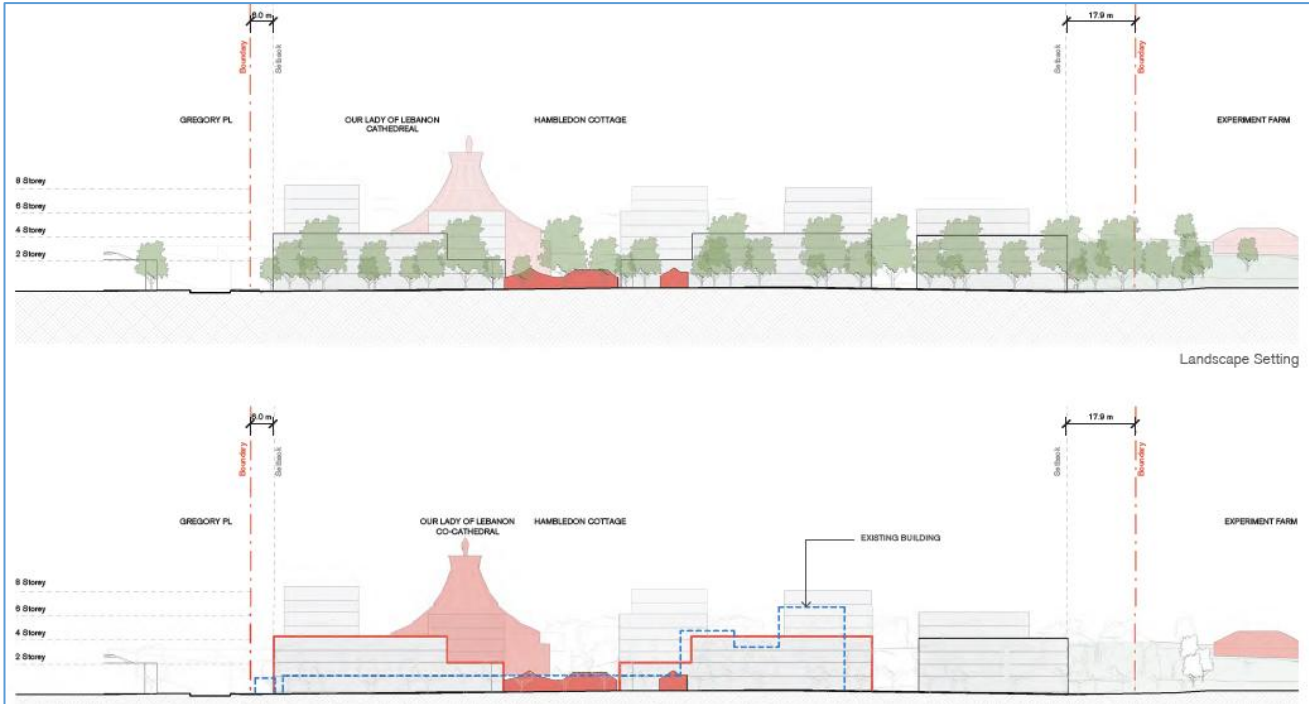 6.0 m
17.9 m
Boundary
Setback
Setback
Boundary
GREGORY PL
OUR LADY OF LEBANON
CATHEDREAL
HAMBLEDON COTTAGE
EXPERIMENT FARM
8 Storey
6 Storey
4 Storey
2 Storey
Landscape Setting
6.0 m
17.9 m
Boundary
Setback
Setback
Boundary
GREGORY PL
OUR LADY OF LEBANON
CO-CATHEDRAL
HAMBLEDON COTTAGE
EXPERIMENT FARM
EXISTING BUILDING
8 Storey
6 Storey
4 Storey
2 Storey